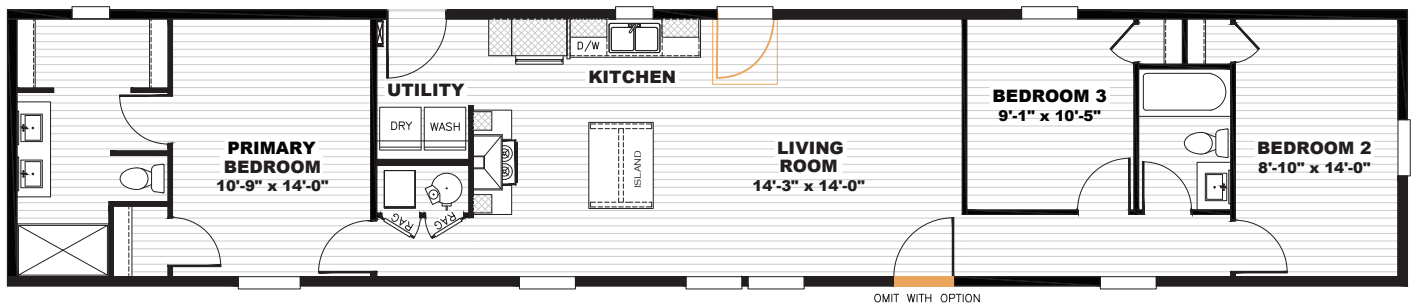 D/W
KITCHEN
UTILITY
DRY
WASH
PRIMARY
BEDROOM
10'-9" x 14'-0"
RAG
RAG
ISLAND
LIVING
ROOM
14'-3" x 14'-0"
BEDROOM 3
9'-1" x 10'-5"
BEDROOM 2
8'-10" x 14'-0"
OMIT WITH OPTION